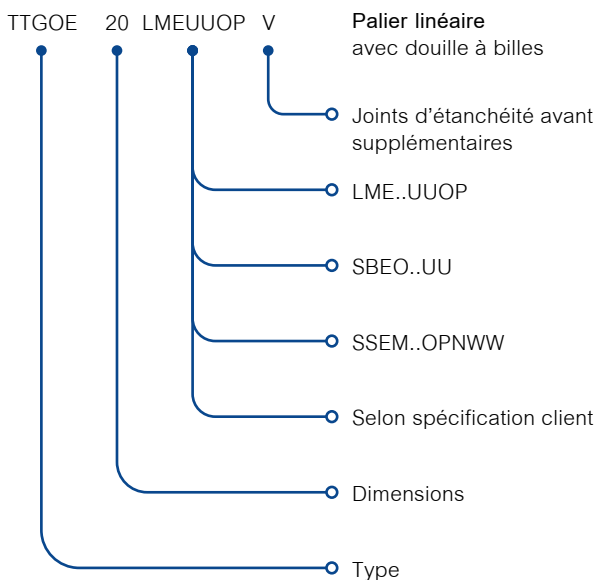 TTGOE 20 LMEUUOP V
Palier linéaire
avec douille à billes
Joints d'étanchéité avant
supplémentaires
LME..UUOP
SBEO..UU
SSEM..OPNWW
Selon spécification client
Dimensions
Type